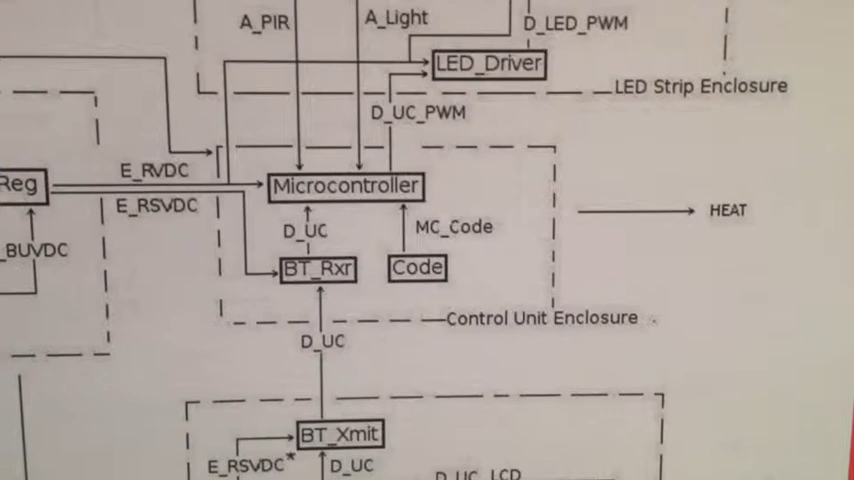 A_PIR
A_Light
D_LED_PWM
LED_Driver
LED Strip Enclosure
D_UC_PWM
E_RVDC
Reg
Microcontroller
E_RSVDC
HEAT
D_UC
MC_Code
_BUVDC
BT_Rxr
Code
Control Unit Enclosure
D_UC
BT_Xmit
E_RSVDC*
D_UC
D_UC_LCD